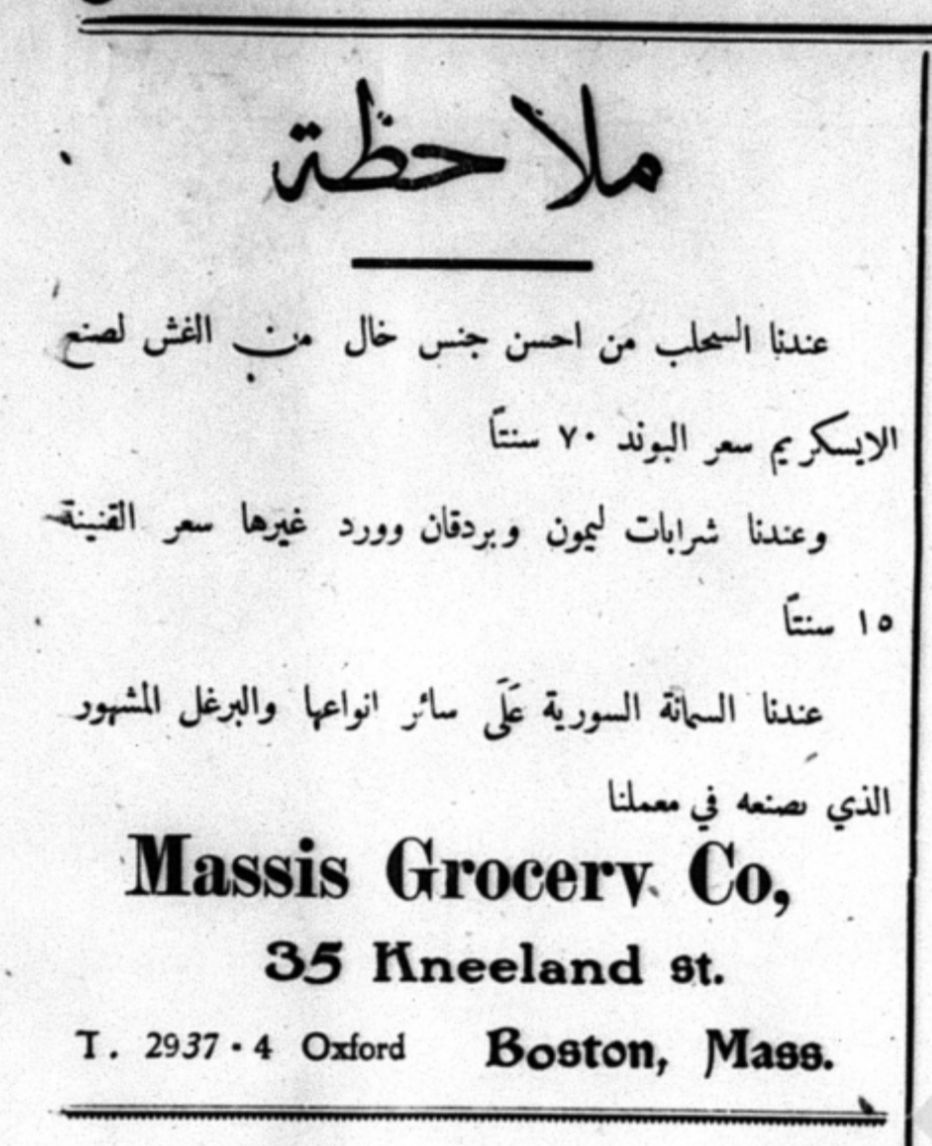 ملاحظة
عندنا السحلب من احسن جنس خال من الغش لصنع
الايسكريم سعر البوند ٧٠ سنتاً
وعندنا شرابات ليمون وبردقان وورد غيرها سعر القنينة
١٥ سنتاً
عندنا السمانة السورية عَلَى سائر انواعها والبرغل المشهور
الذي نصنعه في معملنا
Massis Grocery Co,
35 Kneeland st.
T. 2937-4 Oxford Boston, Mass.